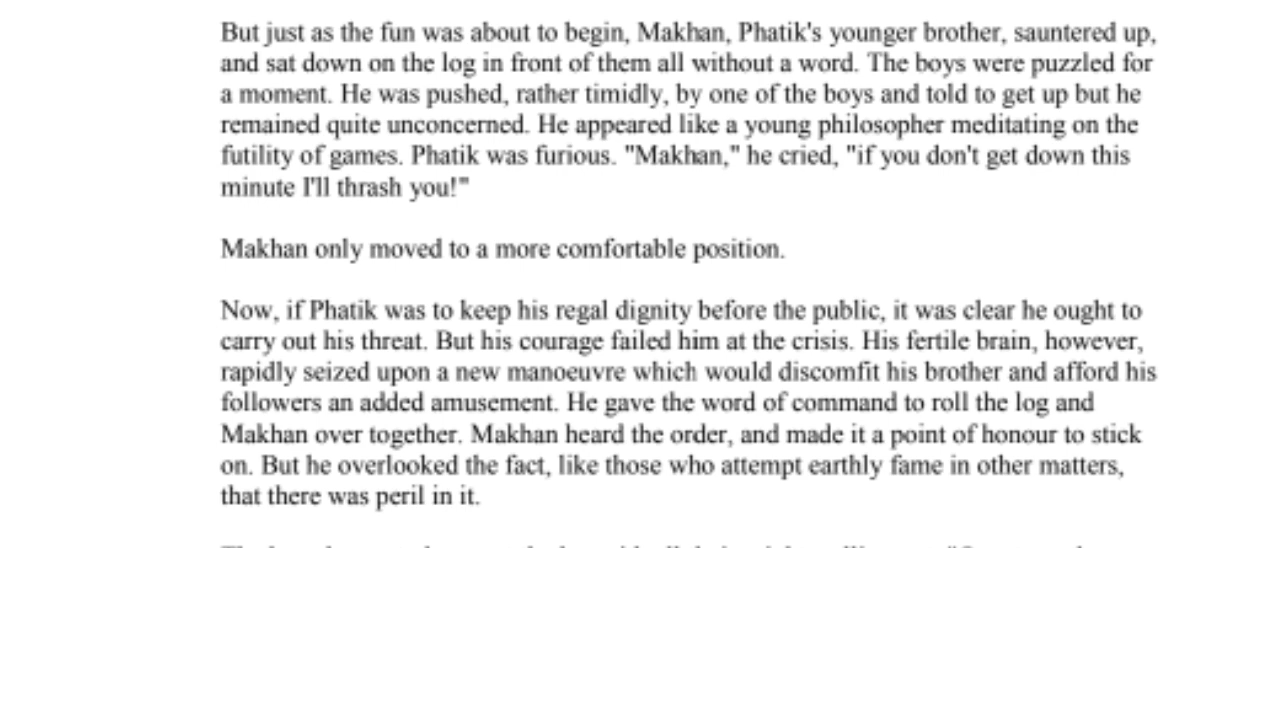 But just as the fun was about to begin, Makhan, Phatik's younger brother, sauntered up,
and sat down on the log in front of them all without a word. The boys were puzzled for
a moment. He was pushed, rather timidly, by one of the boys and told to get up but he
remained quite unconcerned. He appeared like a young philosopher meditating on the
futility of games. Phatik was furious. "Makhan," he cried, "if you don't get down this
minute I'll thrash you!"
Makhan only moved to a more comfortable position.
Now, if Phatik was to keep his regal dignity before the public, it was clear he ought to
carry out his threat. But his courage failed him at the crisis. His fertile brain, however,
rapidly seized upon a new manoeuvre which would discomfit his brother and afford his
followers an added amusement. He gave the word of command to roll the log and
Makhan over together. Makhan heard the order, and made it a point of honour to stick
on. But he overlooked the fact, like those who attempt earthly fame in other matters,
that there was peril in it.